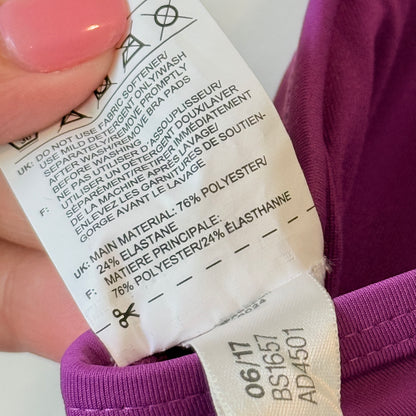 UK: DO NOT USE FABRIC SOFTENER/
USE MILD DETERGENT ONLY/WASH
SEPARATELY/REMOVE PROMPTLY
AFTER WASH/REMOVE BRA PADS
BEFORE WASHING
F: NE PAS UTILISER D'ASSOUPLISSEUR/
UTILISER UN DETERGENT DOUX/LAVER
SUPARÉMENT/RETIRER IMMÉDIATEMENT
DE LA MACHINE APRÈS LAVAGE/
ENLEVEZ LES GARNITURES DE SOUTIEN-
GORGE AVANT LE LAVAGE
UK: MAIN MATERIAL: 76% POLYESTER/
24% ELASTANE
F: MATIÈRE PRINCIPALE:
76% POLYESTER/24% ÉLASTHANNE
06/17
BS1657
AD4501